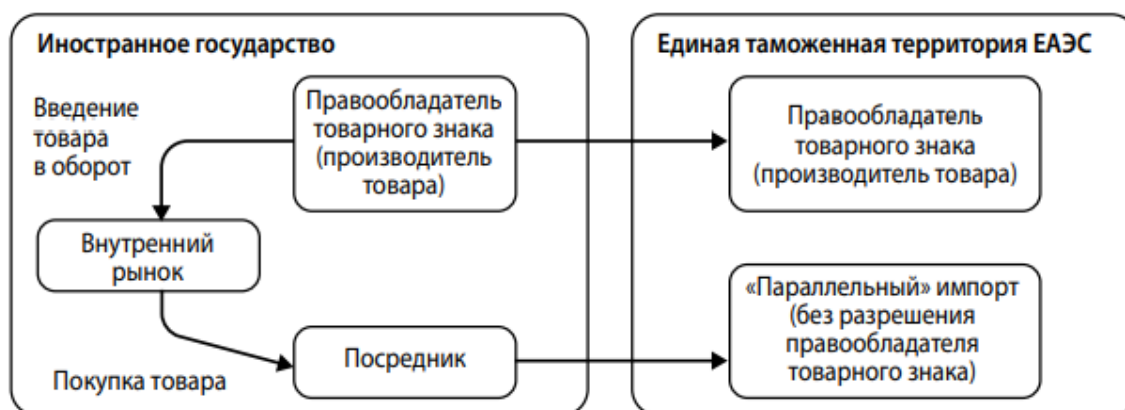 Иностранное государство
Введение
товара
в оборот
Правообладатель
товарного знака
(производитель
товара)
Внутренний
рынок
Покупка товара
Посредник
Единая таможенная территория ЕАЭС
Правообладатель
товарного знака
(производитель товара)
«Параллельный» импорт
(без разрешения
правообладателя
товарного знака)